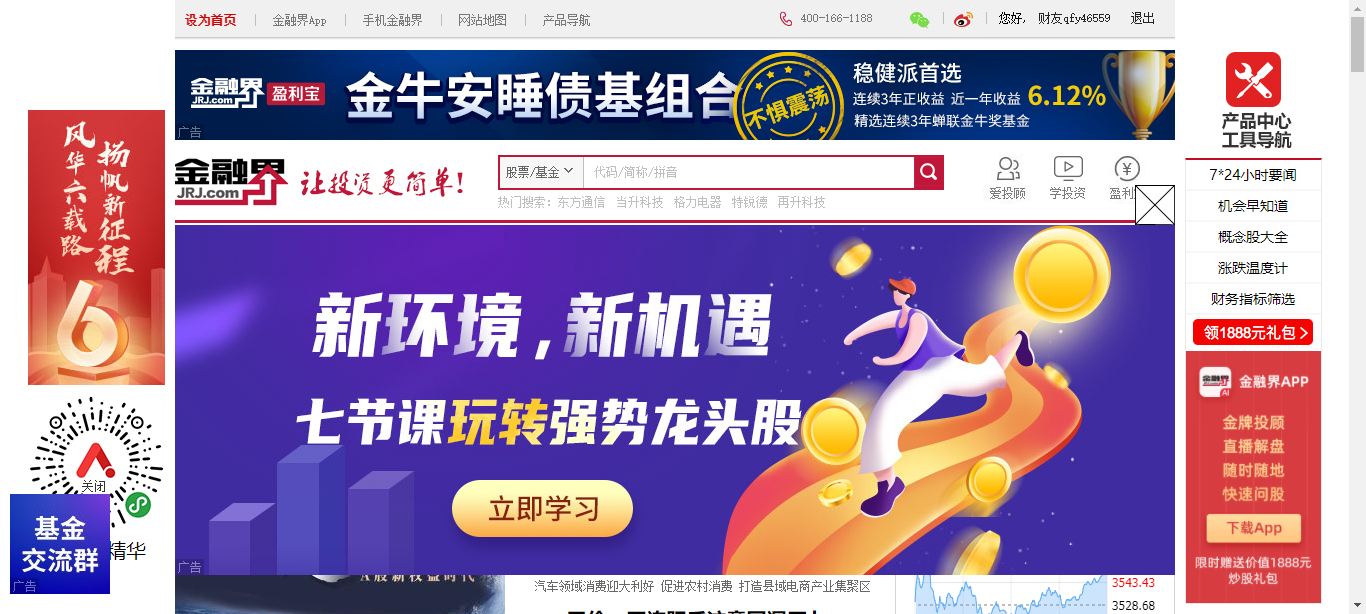 设为首页
金融界App
手机金融界
网站地图
产品导航
400-166-1188
您好,
财友qfy46559
退出
金融界
JRJ.com
盈利宝
金牛安睡债基组合
不惧震荡
稳健派首选
连续3年正收益 近一年收益 6.12%
精选连续3年蝉联金牛奖基金
广告
金融界
JRJ.com
让投资更简单!
股票/基金
代码/简称/拼音
热门搜索: 东方通信 当升科技 格力电器 特锐德 再升科技
爱投顾
学投资
盈利
风华六载路
扬帆新征程
6
关闭
基金
交流群
广告
精华
新环境,新机遇
七节课玩转强势龙头股
立即学习
广告
A股新权益时代
汽车领域消费迎大利好 促进农村消费 打造县域电商产业集聚区
3543.43
3528.68
产品中心
工具导航
7*24小时要闻
机会早知道
概念股大全
涨跌温度计
财务指标筛选
领1888元礼包
金融界
AI
金融界APP
金牌投顾
直播解盘
随时随地
快速问股
下载App
限时赠送价值1888元
炒股礼包